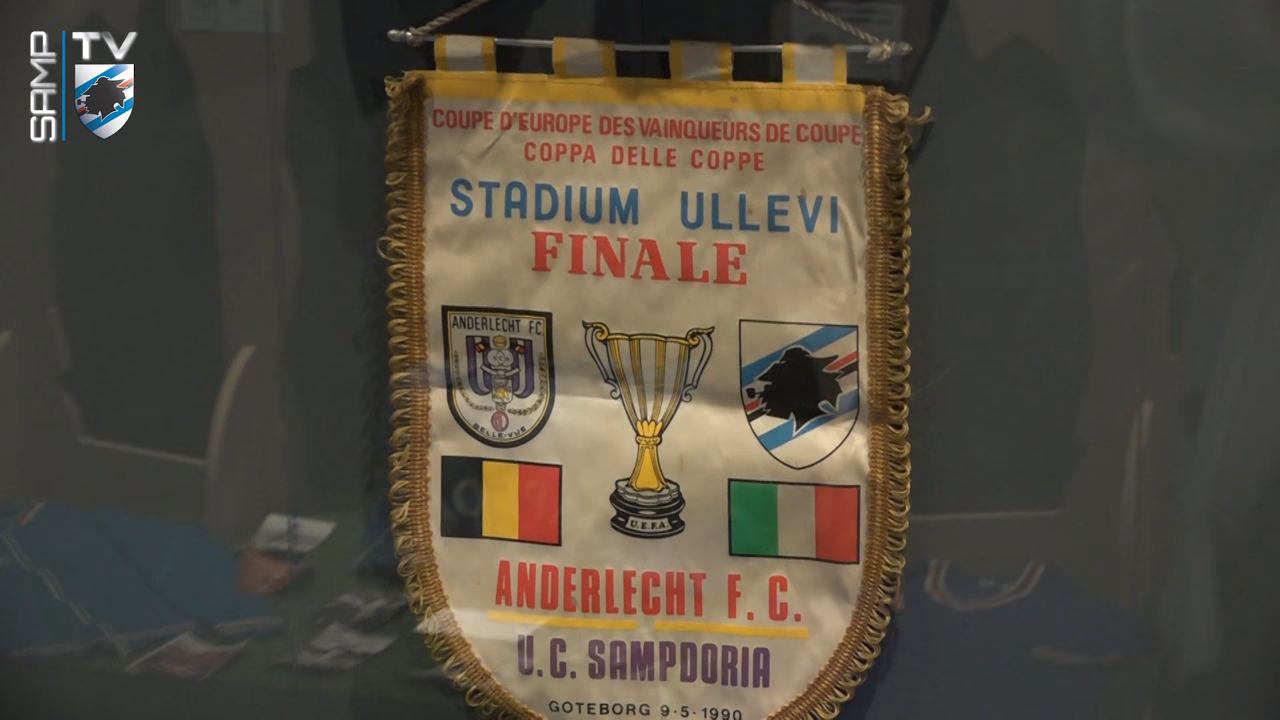 SAMP
TV
COUPE D'EUROPE DES VAINQUEURS DE COUPE
COPPA DELLE COPPE
STADIUM ULLEVI
FINALE
ANDERLECHT FC.
BELLE-VUE
U.E.F.A.
ANDERLECHT F.C.
U.C. SAMPDORIA
GOTEBORG 9-5-1990